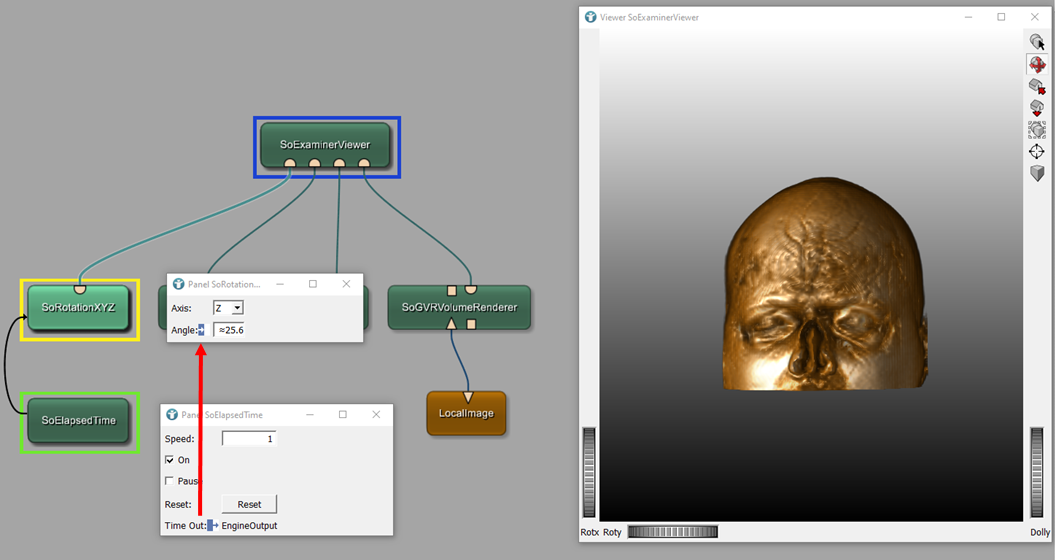 Viewer SoExaminerViewer
SoExaminerViewer
SoRotationXYZ
Panel SoRotation...
Axis: Z
Angle: ≈25.6
SoGVRVolumeRenderer
SoElapsedTime
LocalImage
Panel SoElapsedTime
Speed: 1
On
Paus
Reset: Reset
Time Out: EngineOutput
Rotx Roty Dolly